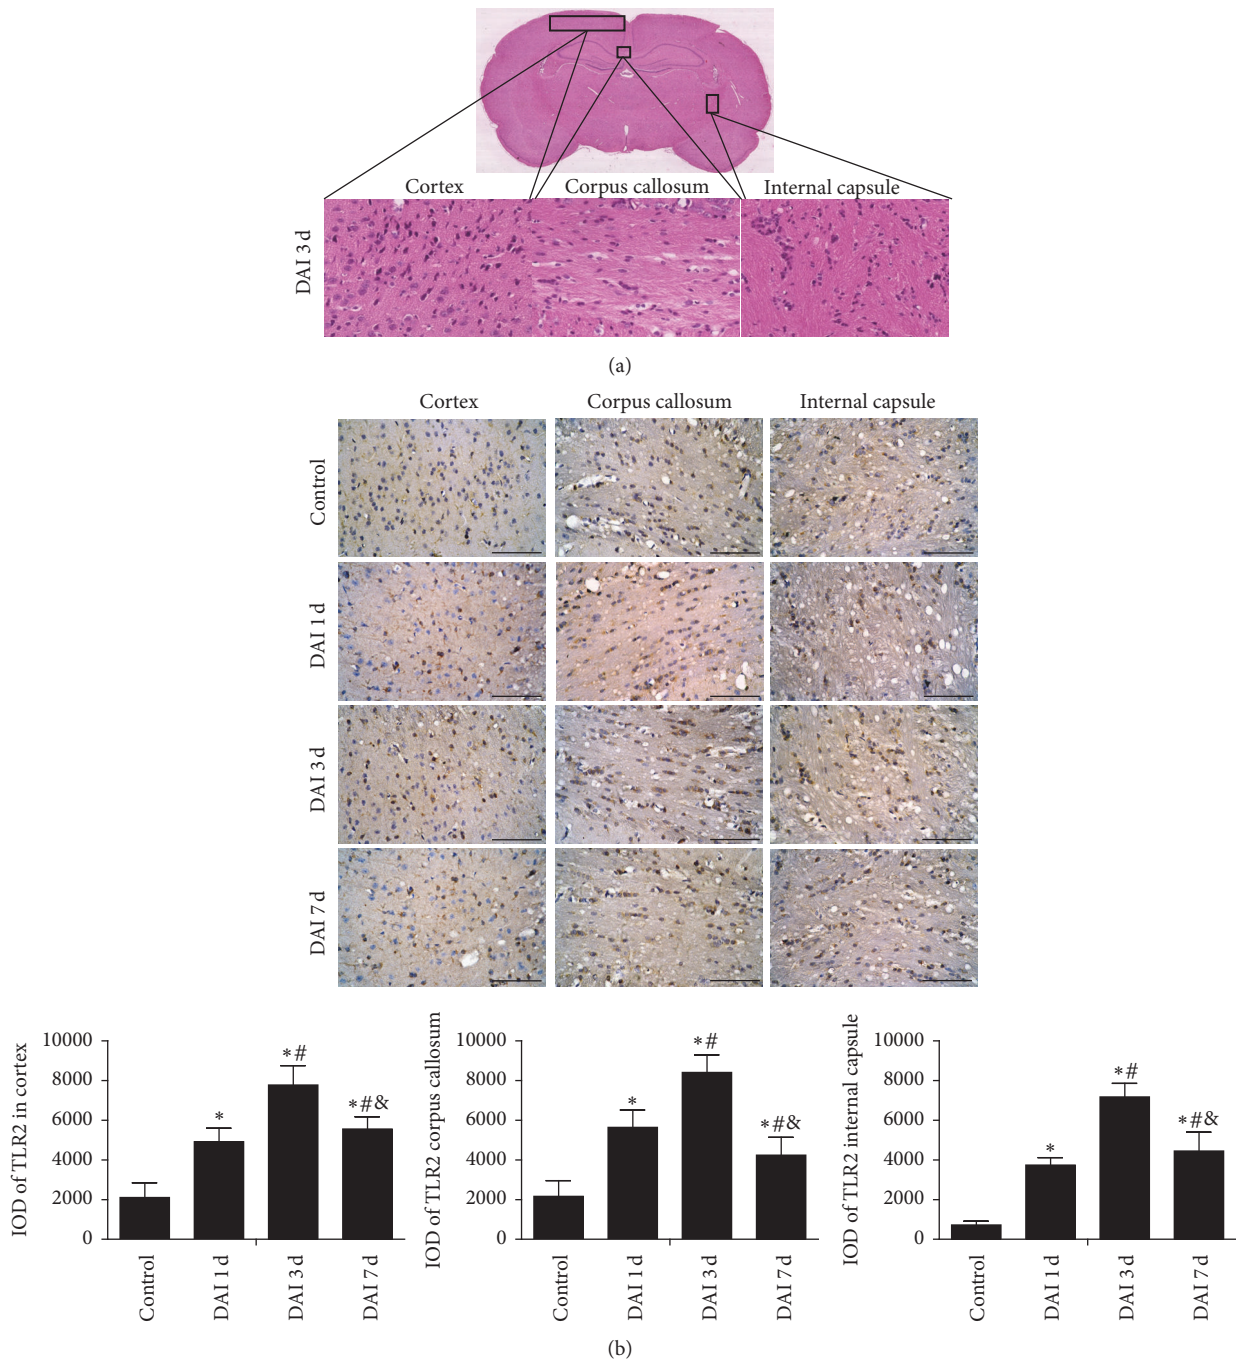 Cortex Corpus callosum Internal capsule
DAI 3 d
(a)
Cortex Corpus callosum Internal capsule
Control
DAI 1 d
DAI 3 d
DAI 7 d
IOD of TLR2 in cortex
10000
8000
6000
4000
2000
0
*
*#
*#&
Control
DAI 1 d
DAI 3 d
DAI 7 d
IOD of TLR2 corpus callosum
10000
8000
6000
4000
2000
0
*
*#
*#&
Control
DAI 1 d
DAI 3 d
DAI 7 d
IOD of TLR2 internal capsule
10000
8000
6000
4000
2000
0
*
*#
*#&
Control
DAI 1 d
DAI 3 d
DAI 7 d
(b)